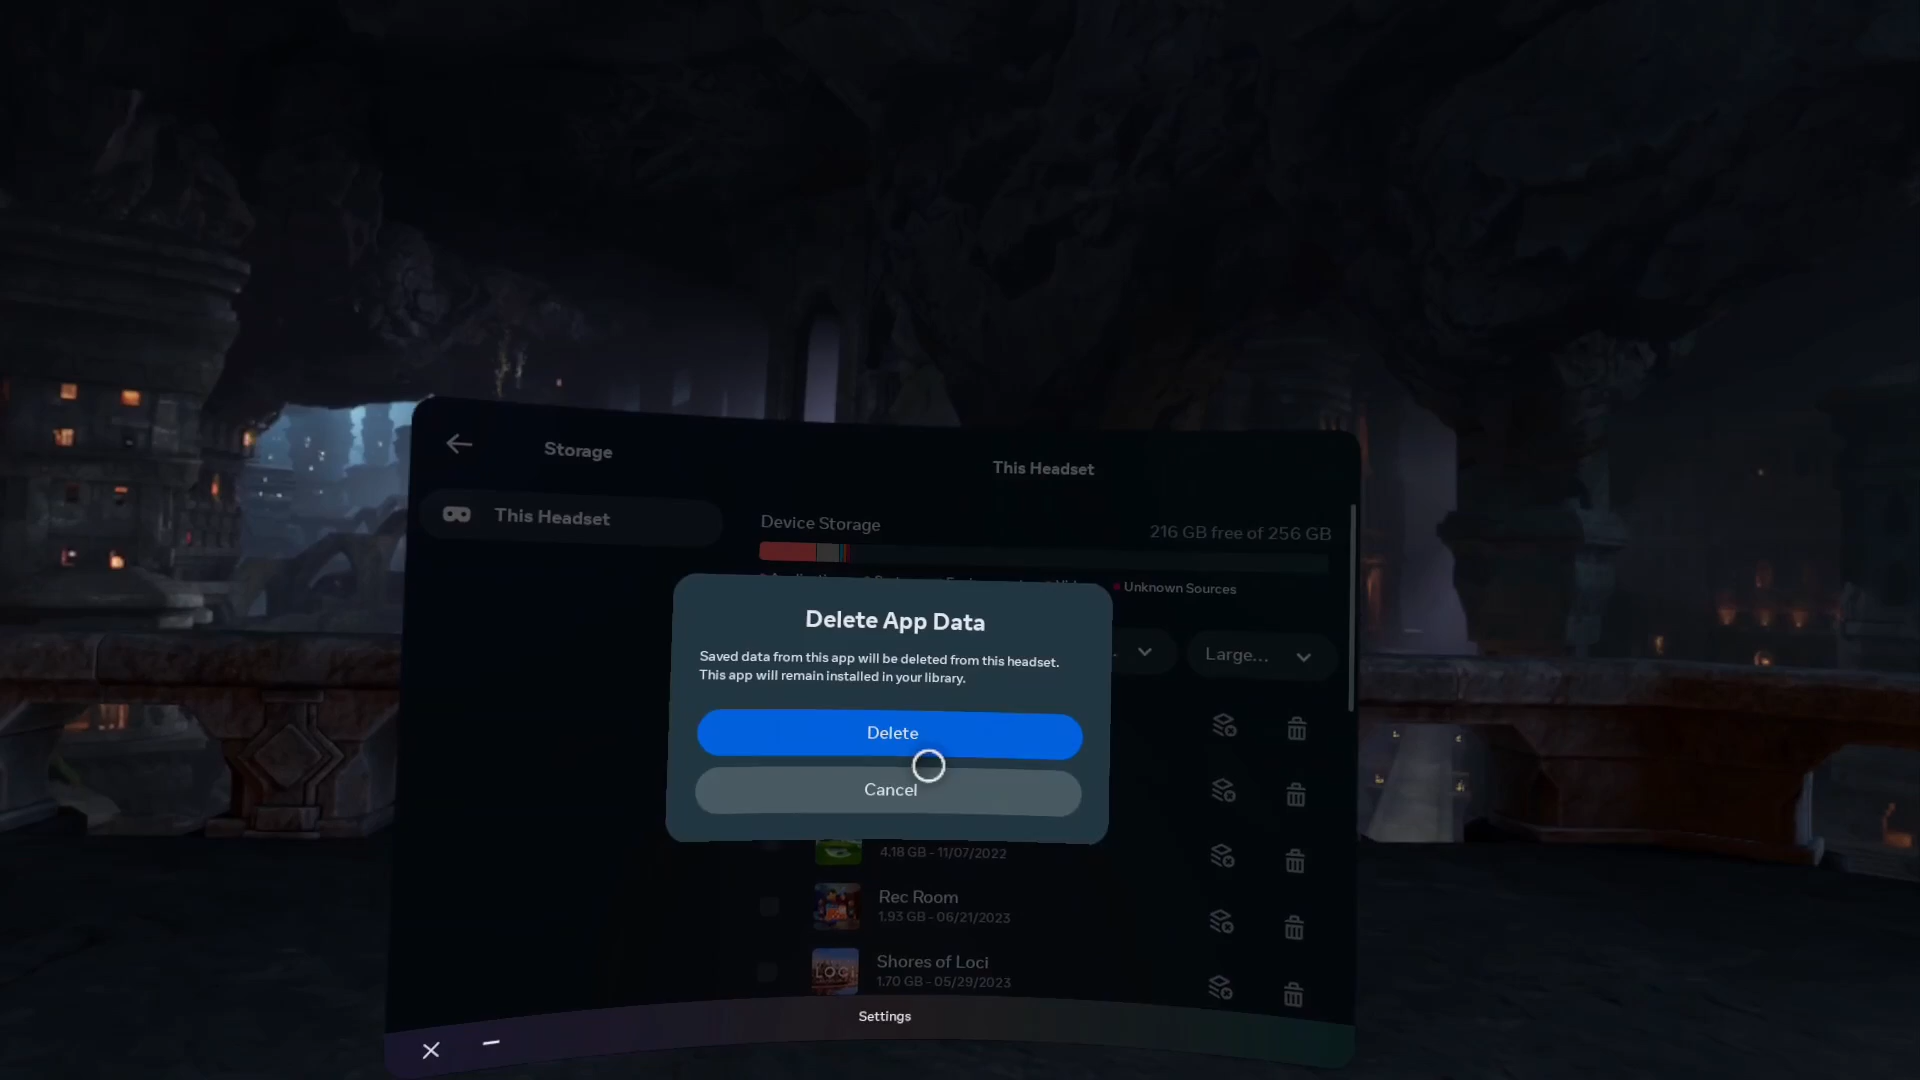 Storage
This Headset
This Headset
Device Storage
216 GB free of 256 GB
Unknown Sources
Large...
Delete App Data
Saved data from this app will be deleted from this headset.
This app will remain installed in your library.
Delete
Cancel
4.18 GB - 11/07/2022
Rec Room
1.93 GB - 06/21/2023
Shores of Loci
LOCI
1.70 GB - 05/29/2023
Settings